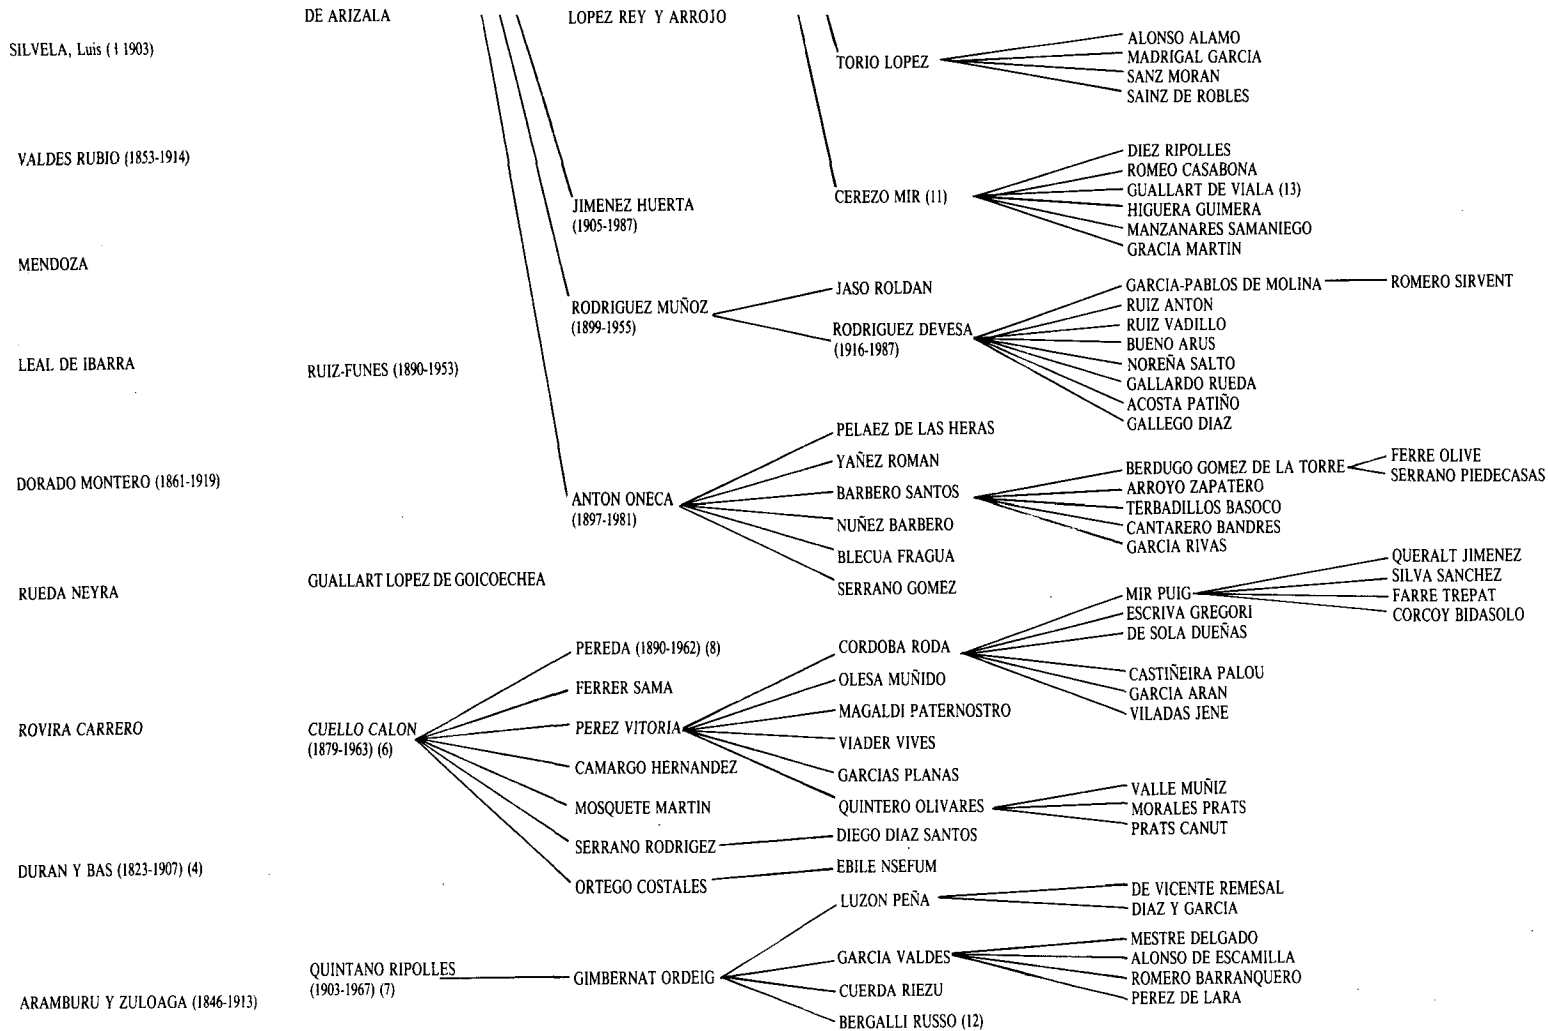 DE ARIZALA
LOPEZ REY Y ARROJO
SILVELA, Luis (ɫ 1903)
VALDES RUBIO (1853-1914)
MENDOZA
LEAL DE IBARRA
DORADO MONTERO (1861-1919)
RUEDA NEYRA
ROVIRA CARRERO
DURAN Y BAS (1823-1907) (4)
ARAMBURU Y ZULOAGA (1846-1913)
RUIZ-FUNES (1890-1953)
GUALLART LOPEZ DE GOICOECHEA
CUELLO CALON
(1879-1963) (6)
QUINTANO RIPOLLES
(1903-1967) (7)
JIMENEZ HUERTA
(1905-1987)
RODRIGUEZ MUÑOZ
(1899-1955)
ANTON ONECA
(1897-1981)
PEREDA (1890-1962) (8)
FERRER SAMA
PEREZ VITORIA
CAMARGO HERNANDEZ
MOSQUETE MARTIN
SERRANO RODRIGEZ
ORTEGO COSTALES
GIMBERNAT ORDEIG
TORIO LOPEZ
CEREZO MIR (11)
JASO ROLDAN
RODRIGUEZ DEVESA
(1916-1987)
PELAEZ DE LAS HERAS
YAÑEZ ROMAN
BARBERO SANTOS
NUÑEZ BARBERO
BLECUA FRAGUA
SERRANO GOMEZ
CORDOBA RODA
OLESA MUÑIDO
MAGALDI PATERNOSTRO
VIADER VIVES
GARCIAS PLANAS
QUINTERO OLIVARES
DIEGO DIAZ SANTOS
EBILE NSEFUM
LUZON PEÑA
GARCIA VALDES
CUERDA RIEZU
BERGALLI RUSSO (12)
ALONSO ALAMO
MADRIGAL GARCIA
SANZ MORAN
SAINZ DE ROBLES
DIEZ RIPOLLES
ROMEO CASABONA
GUALLART DE VIALA (13)
HIGUERA GUIMERA
MANZANARES SAMANIEGO
GRACIA MARTIN
GARCIA-PABLOS DE MOLINA
RUIZ ANTON
RUIZ VADILLO
BUENO ARUS
NOREÑA SALTO
GALLARDO RUEDA
ACOSTA PATIÑO
GALLEGO DIAZ
BERDUGO GOMEZ DE LA TORRE
ARROYO ZAPATERO
TERBADILLOS BASOCO
CANTARERO BANDRES
GARCIA RIVAS
MIR PUIG
ESCRIVA GREGORI
DE SOLA DUEÑAS
CASTIÑEIRA PALOU
GARCIA ARAN
VILADAS JENE
VALLE MUÑIZ
MORALES PRATS
PRATS CANUT
DE VICENTE REMESAL
DIAZ Y GARCIA
MESTRE DELGADO
ALONSO DE ESCAMILLA
ROMERO BARRANQUERO
PEREZ DE LARA
ROMERO SIRVENT
FERRE OLIVE
SERRANO PIEDECASAS
QUERALT JIMENEZ
SILVA SANCHEZ
FARRE TREPAT
CORCOY BIDASOLO